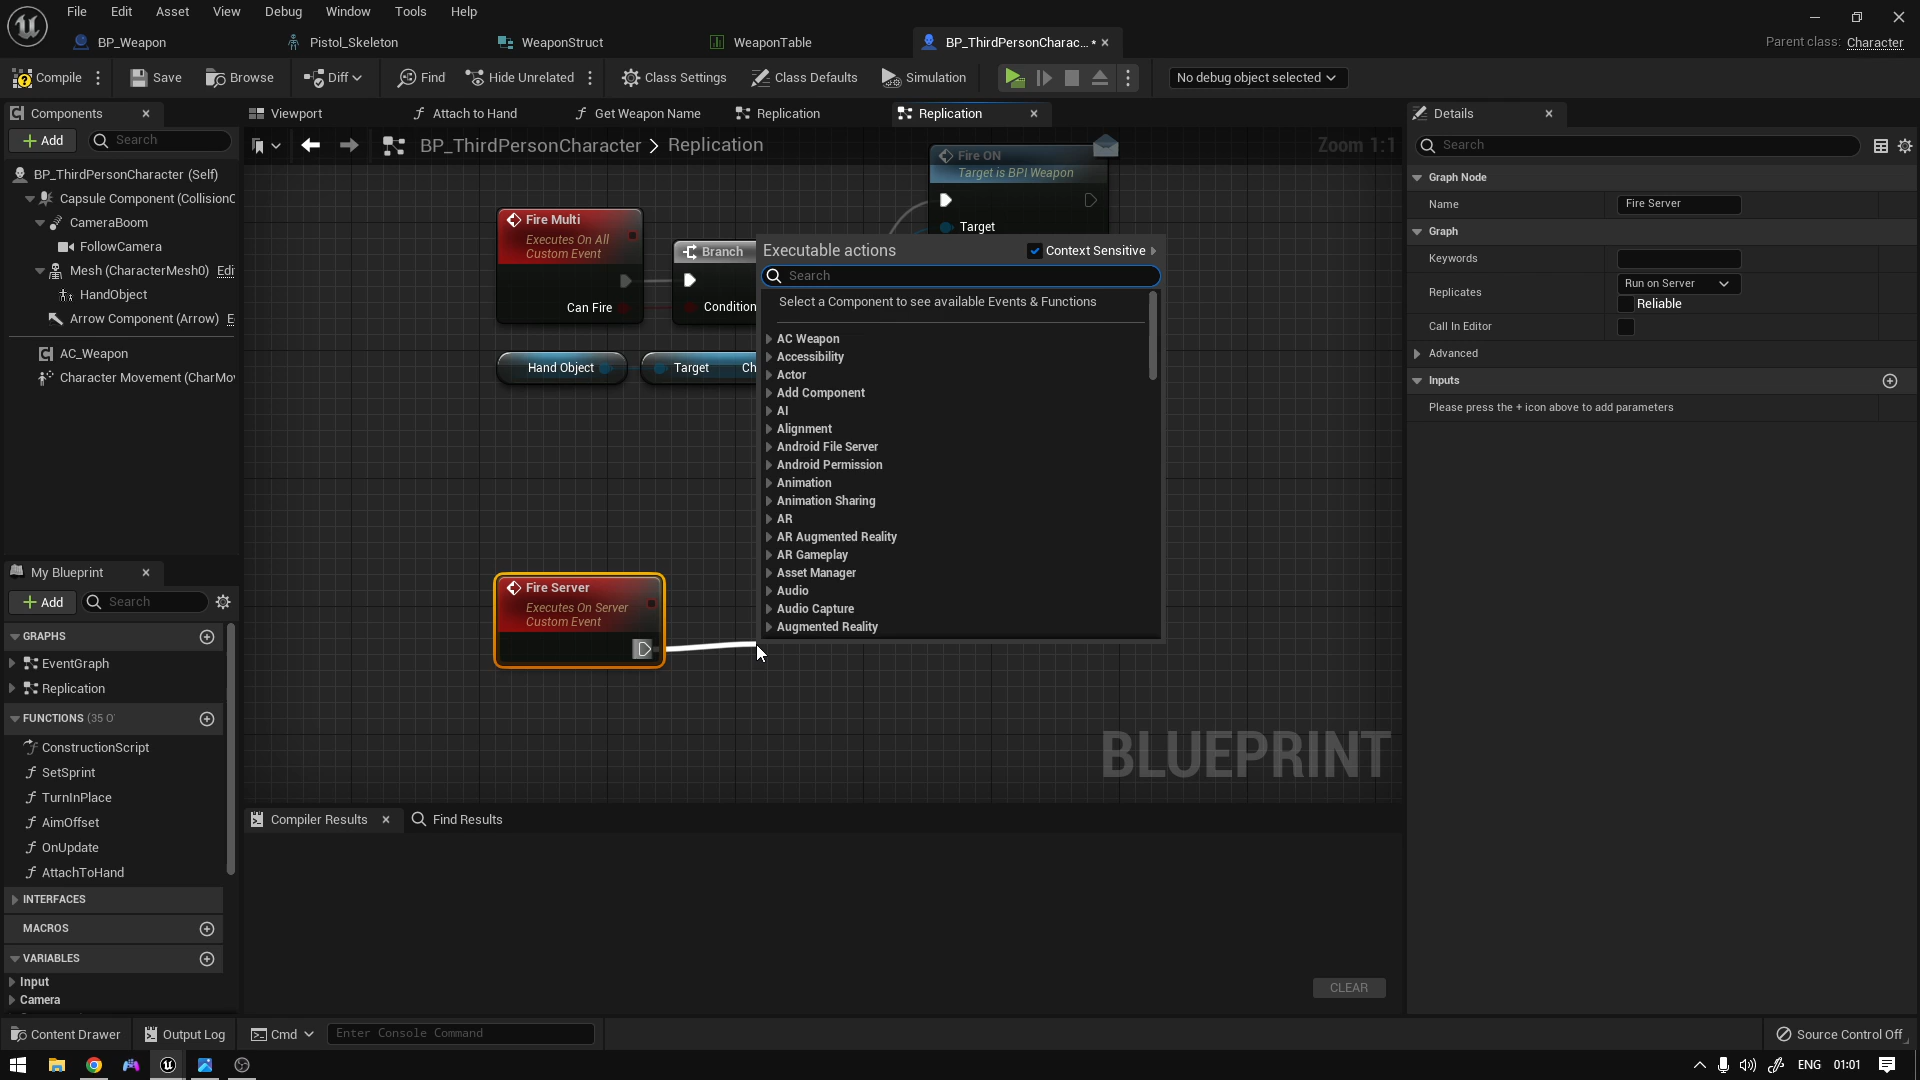 File Edit Asset View Debug Window Tools Help
BP_Weapon Pistol_Skeleton WeaponStruct WeaponTable BP_ThirdPersonCharac... • Parent class: Character
Compile Save Browse Diff Find Hide Unrelated Class Settings Class Defaults Simulation No debug object selected
Components Viewport Attach to Hand Get Weapon Name Replication Replication Details
Add Search BP_ThirdPersonCharacter > Replication Zoom 1:1 Search
BP_ThirdPersonCharacter (Self)
Capsule Component (CollisionC
CameraBoom
FollowCamera
Mesh (CharacterMesh0) Edi
HandObject
Arrow Component (Arrow) E
AC_Weapon
Character Movement (CharMov
My Blueprint
Add Search
GRAPHS
EventGraph
Replication
FUNCTIONS (35 O
ConstructionScript
SetSprint
TurnInPlace
AimOffset
OnUpdate
AttachToHand
INTERFACES
MACROS
VARIABLES
Input
Camera
Fire ON
Target is BPI Weapon
Target
Fire Multi
Executes On All
Custom Event
Can Fire
Branch
Condition
Hand Object
Target Ch
Fire Server
Executes On Server
Custom Event
Executable actions Context Sensitive
Search
Select a Component to see available Events & Functions
AC Weapon
Accessibility
Actor
Add Component
AI
Alignment
Android File Server
Android Permission
Animation
Animation Sharing
AR
AR Augmented Reality
AR Gameplay
Asset Manager
Audio
Audio Capture
Augmented Reality
BLUEPRINT
Compiler Results Find Results
CLEAR
Graph Node
Name Fire Server
Graph
Keywords
Replicates Run on Server
Reliable
Call In Editor
Advanced
Inputs
Please press the + icon above to add parameters
Content Drawer Output Log Cmd Enter Console Command Source Control Off
ENG 01:01